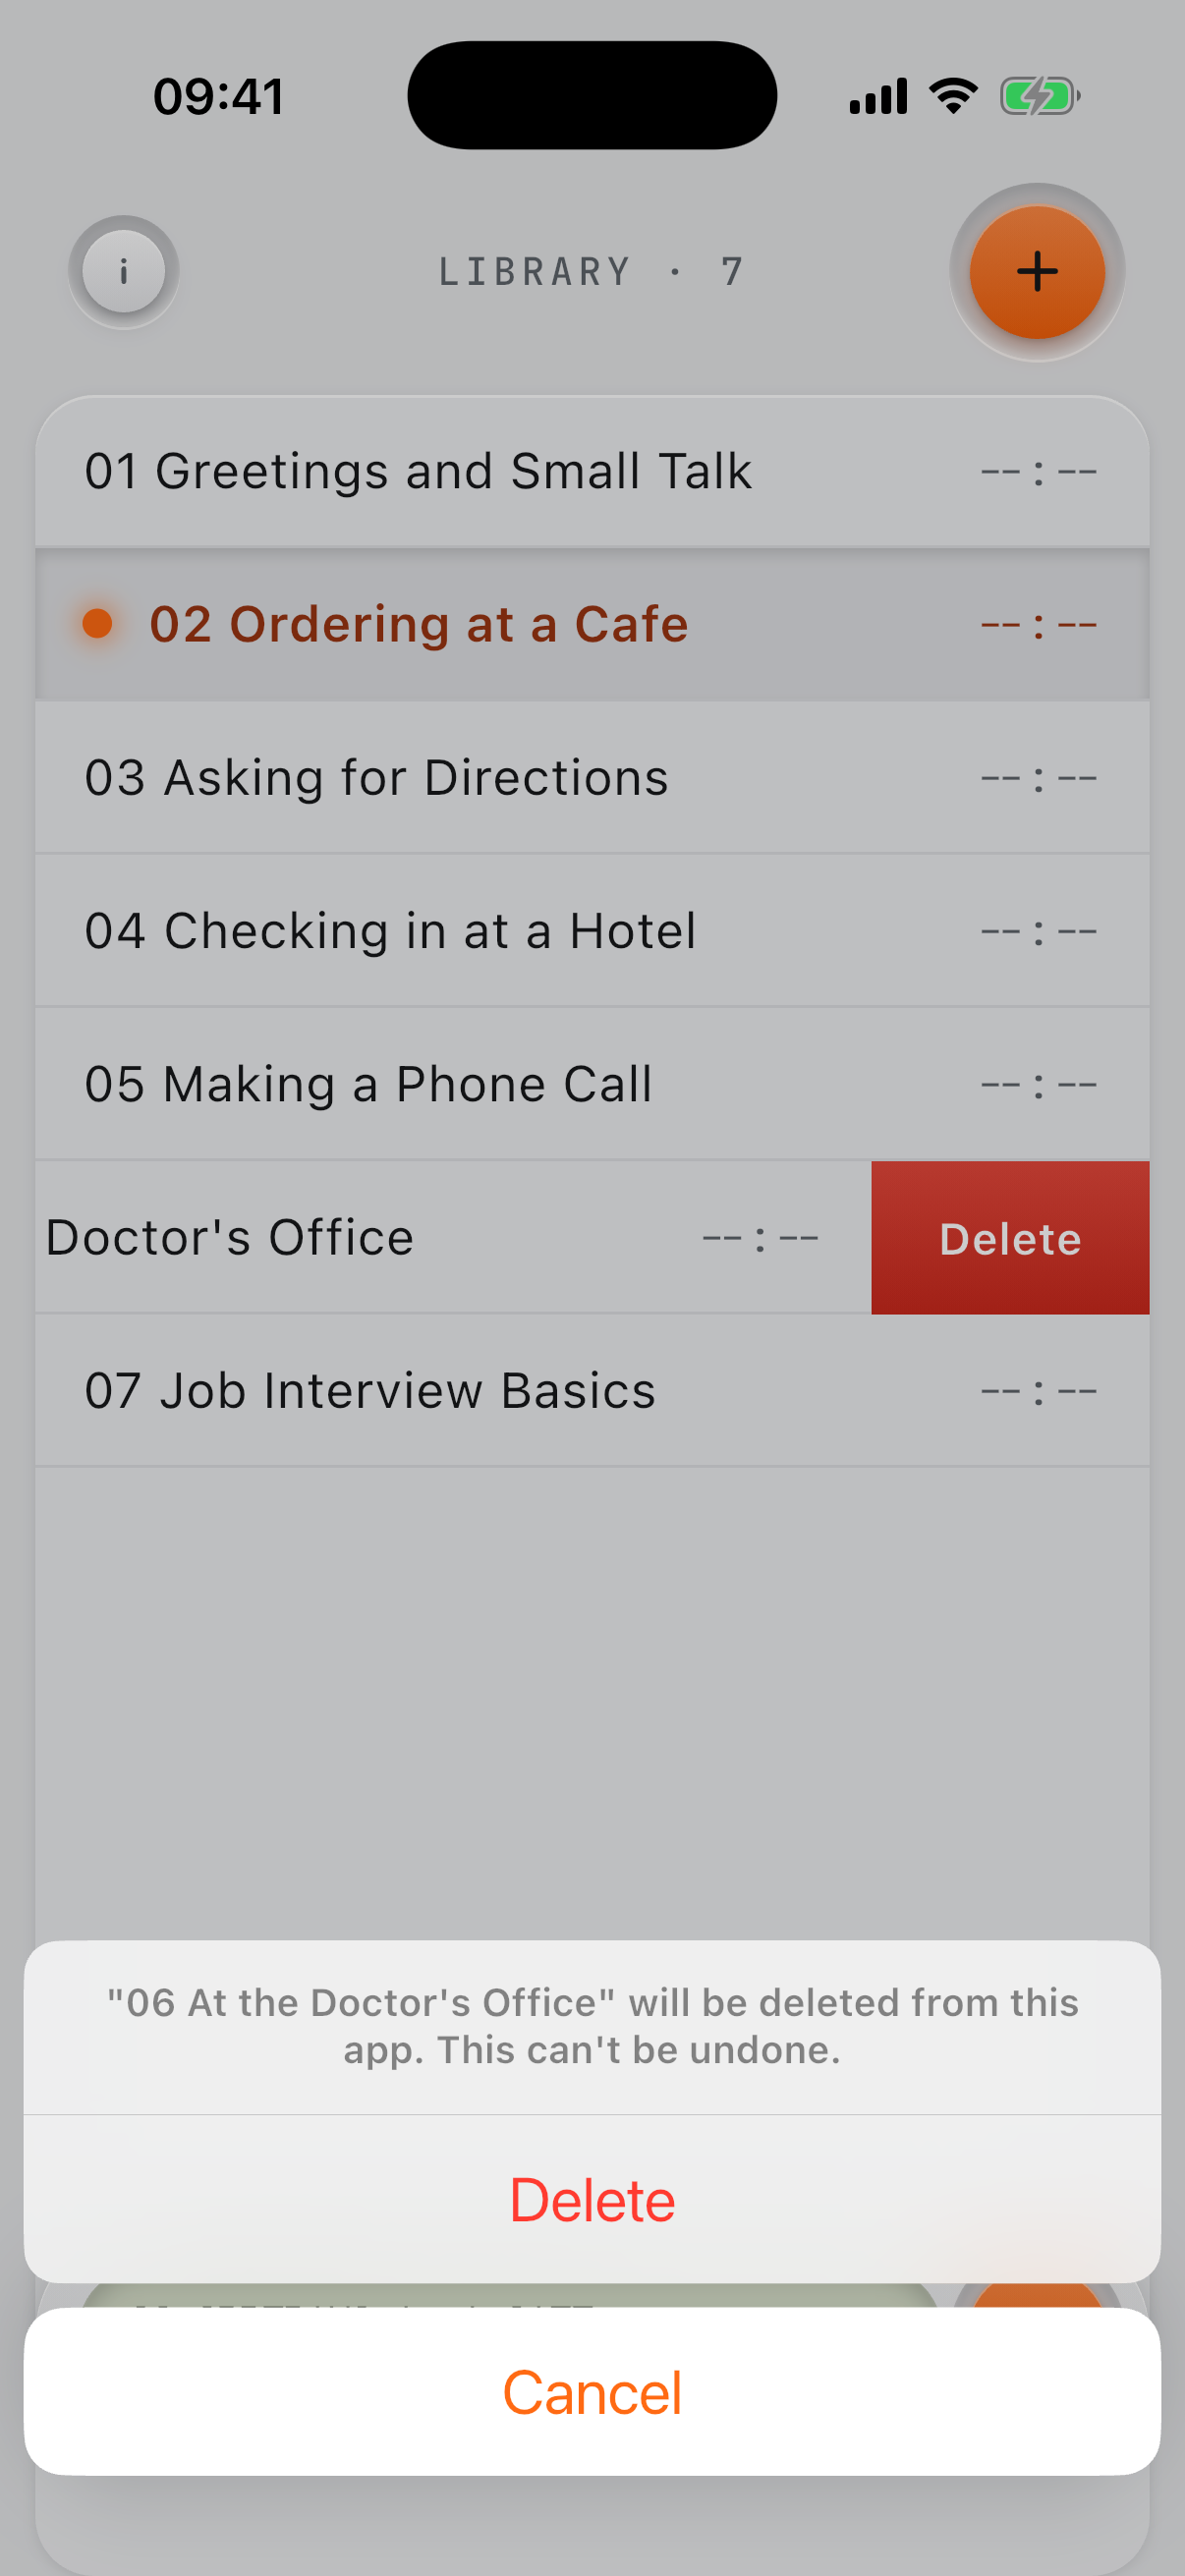 09:41
LIBRARY · 7
01 Greetings and Small Talk --:--
02 Ordering at a Cafe --:--
03 Asking for Directions --:--
04 Checking in at a Hotel --:--
05 Making a Phone Call --:--
Doctor's Office --:-- Delete
07 Job Interview Basics --:--
"06 At the Doctor's Office" will be deleted from this
app. This can't be undone.
Delete
Cancel